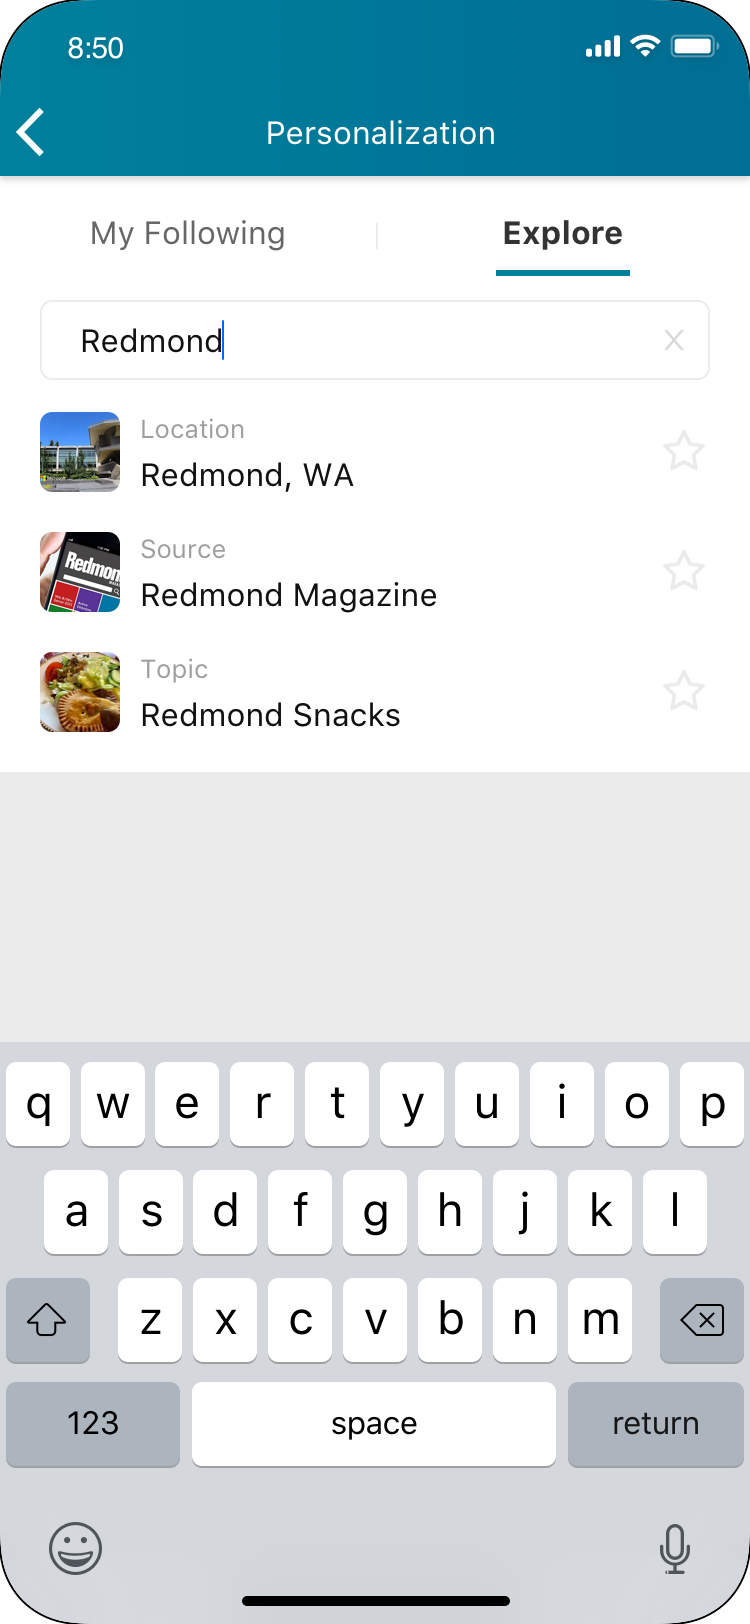 8:50
Personalization
My Following
Explore
Redmond
Location
Redmond, WA
Source
Redmond Magazine
Topic
Redmond Snacks
q w e r t y u i o p
a s d f g h j k l
z x c v b n m
123 space return